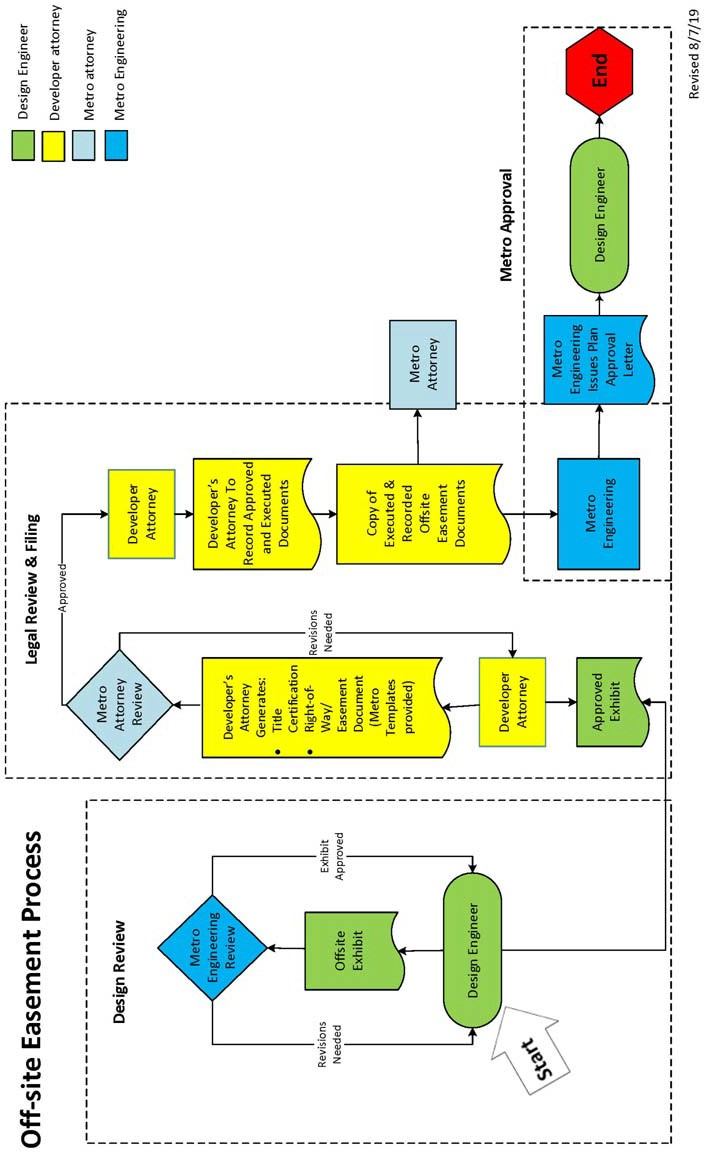 Off-site Easement Process
Design Engineer
Developer attorney
Metro attorney
Metro Engineering
Design Review
Metro
Engineering
Review
Revisions
Needed
Exhibit
Approved
Offsite
Exhibit
Design Engineer
Start
Legal Review & Filing
Metro
Attorney
Review
Approved
Revisions
Needed
Developer's
Attorney
Generates:
• Title
Certification
• Right-of-
Way/
Easement
Document
(Metro
Templates
provided)
Developer
Attorney
Approved
Exhibit
Developer
Attorney
Developer's
Attorney To
Record Approved
and Executed
Documents
Copy of
Executed &
Recorded
Offsite
Easement
Documents
Metro
Attorney
Metro Approval
Metro Engineering
Metro
Engineering
Issues Plan
Approval
Letter
Design Engineer
End
Revised 8/7/19